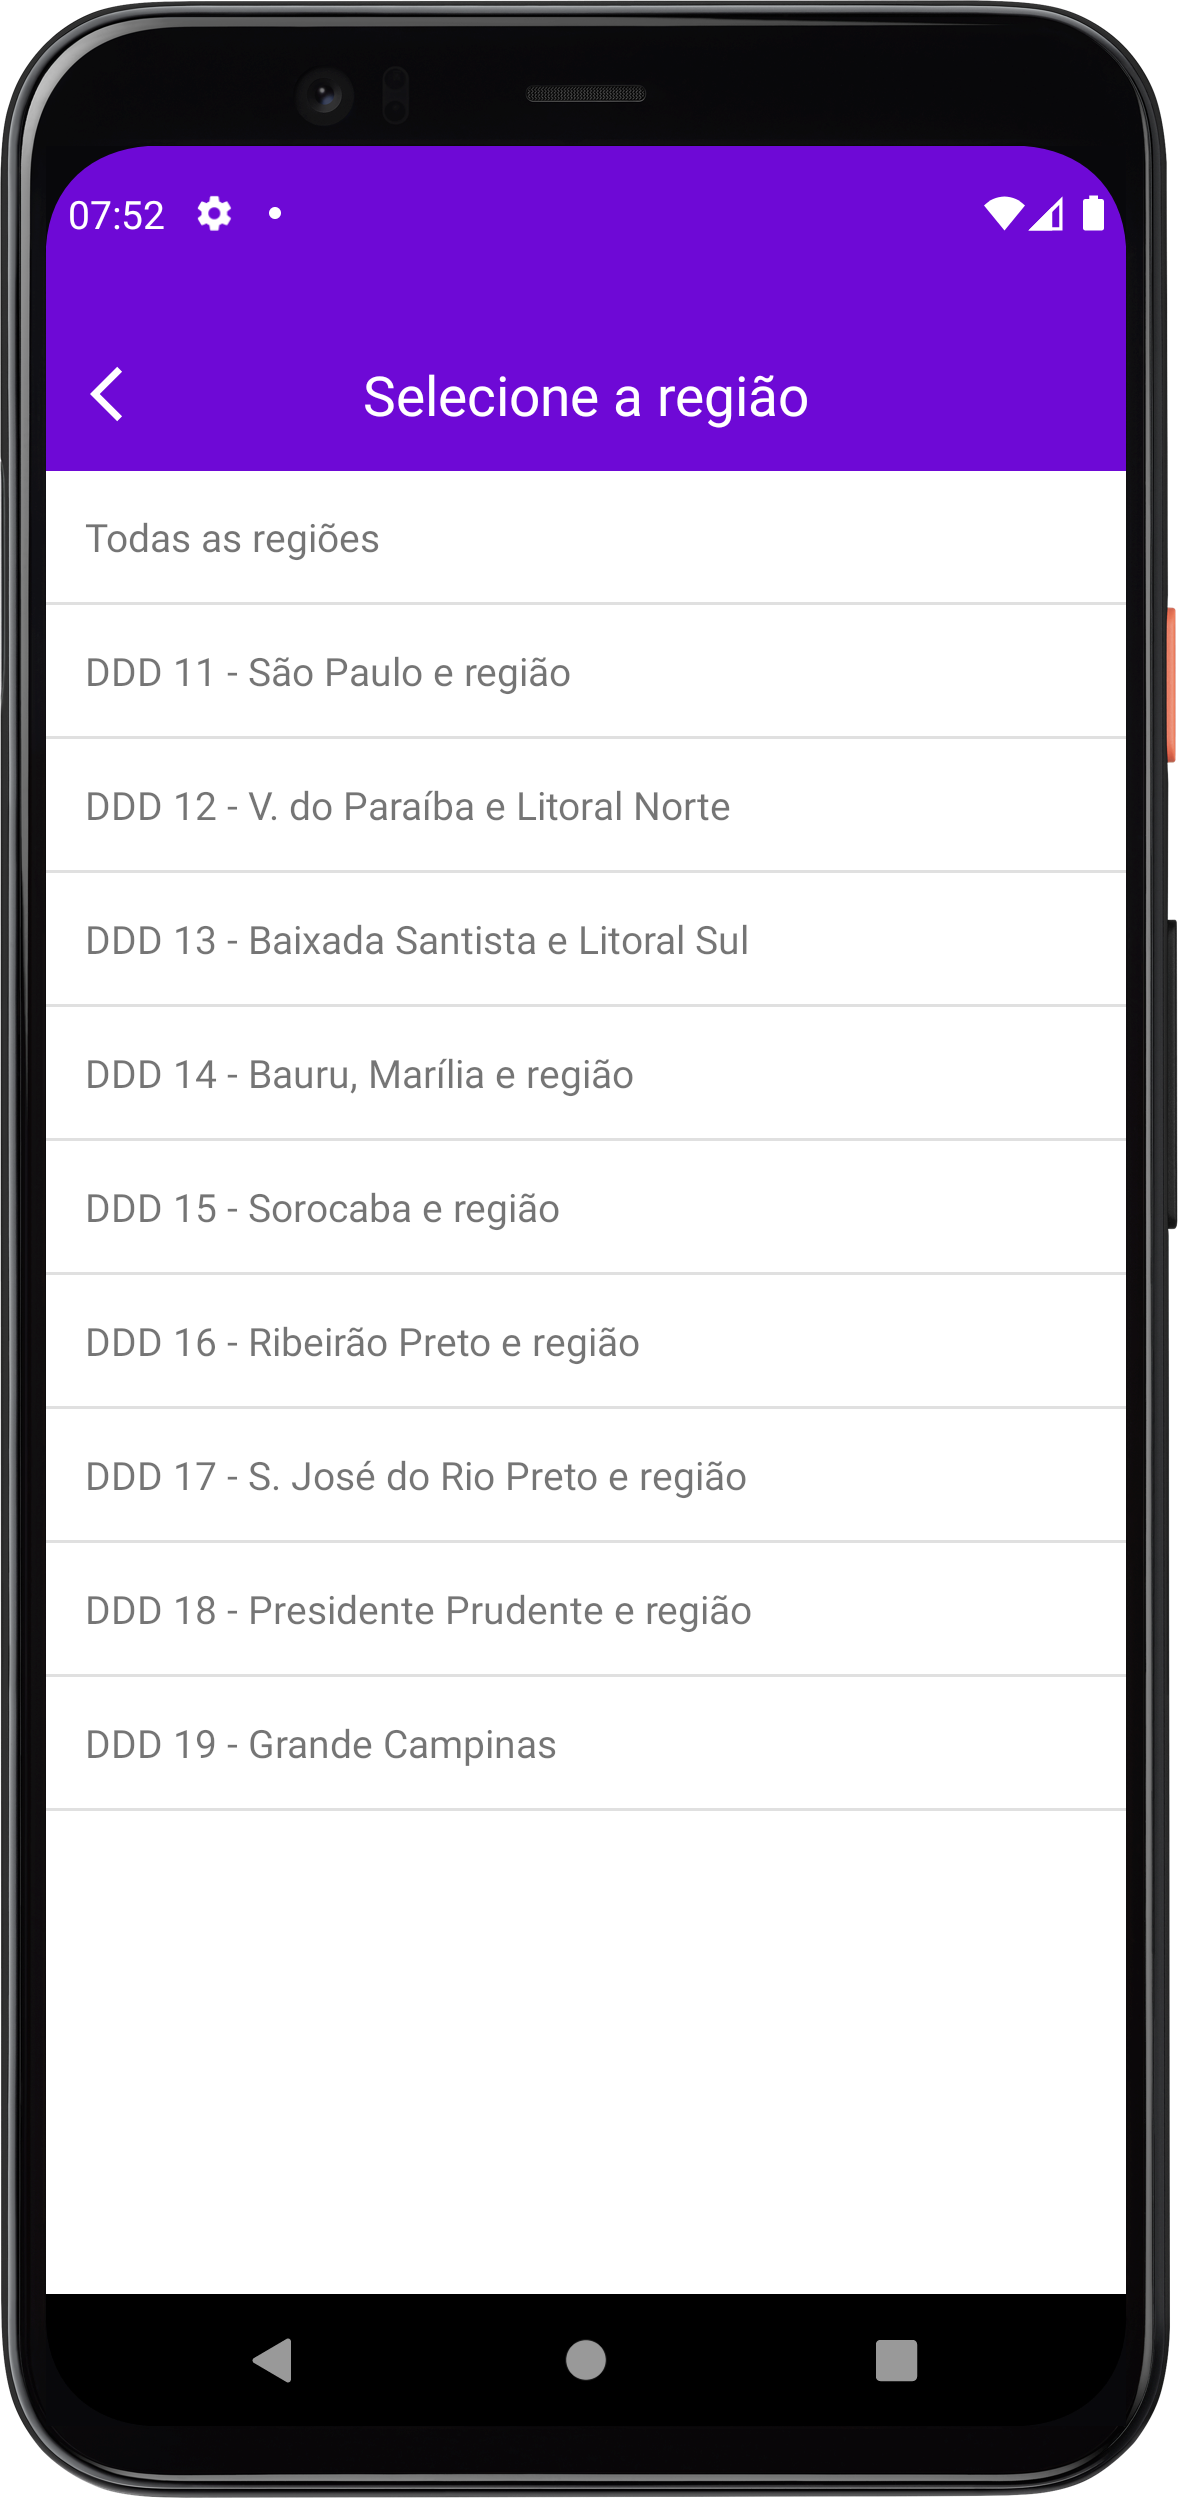 07:52
Selecione a região
Todas as regiões
DDD 11 - São Paulo e região
DDD 12 - V. do Paraíba e Litoral Norte
DDD 13 - Baixada Santista e Litoral Sul
DDD 14 - Bauru, Marília e região
DDD 15 - Sorocaba e região
DDD 16 - Ribeirão Preto e região
DDD 17 - S. José do Rio Preto e região
DDD 18 - Presidente Prudente e região
DDD 19 - Grande Campinas